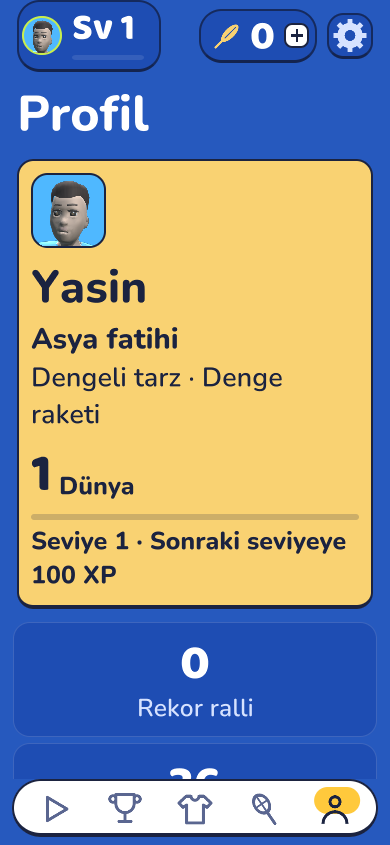 Sv 1
0
Profil
Yasin
Asya fatihi
Dengeli tarz · Denge
raketi
1 Dünya
Seviye 1 · Sonraki seviyeye
100 XP
0
Rekor ralli